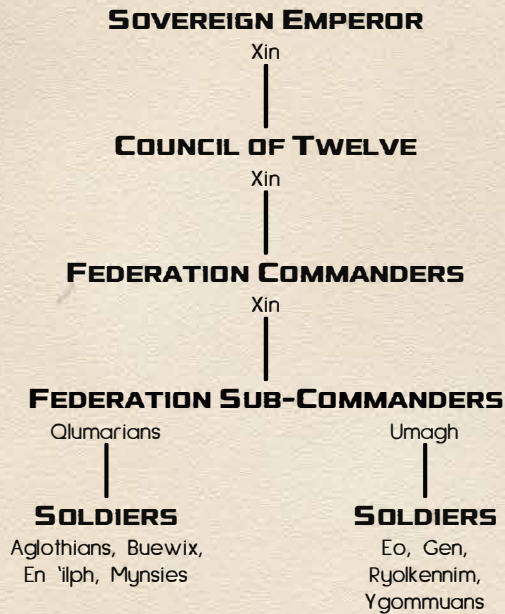 SOVEREIGN EMPEROR
Xin
COUNCIL OF TWELVE
Xin
FEDERATION COMMANDERS
Xin
FEDERATION SUB-COMMANDERS
Qlumarians
Umagh
SOLDIERS
Aglothians, Buewix,
En ‘ilph, Mynsies
SOLDIERS
Eo, Gen,
Ryolkennim,
Ygommuans